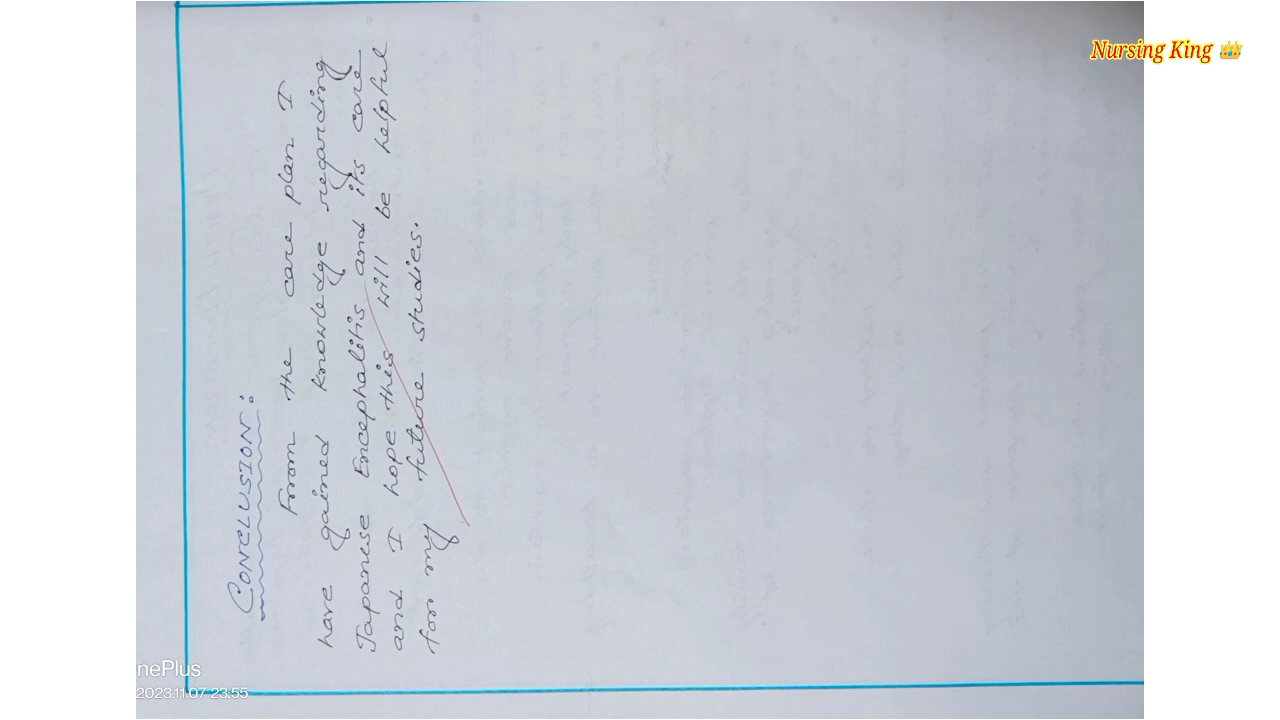 Nursing King
CONCLUSION:
From the care plan I
have gained knowledge regarding
Japanese Encephalitis and its care
and I hope this will be helpful
for my future studies.
nePlus
2023.11.07 23:55